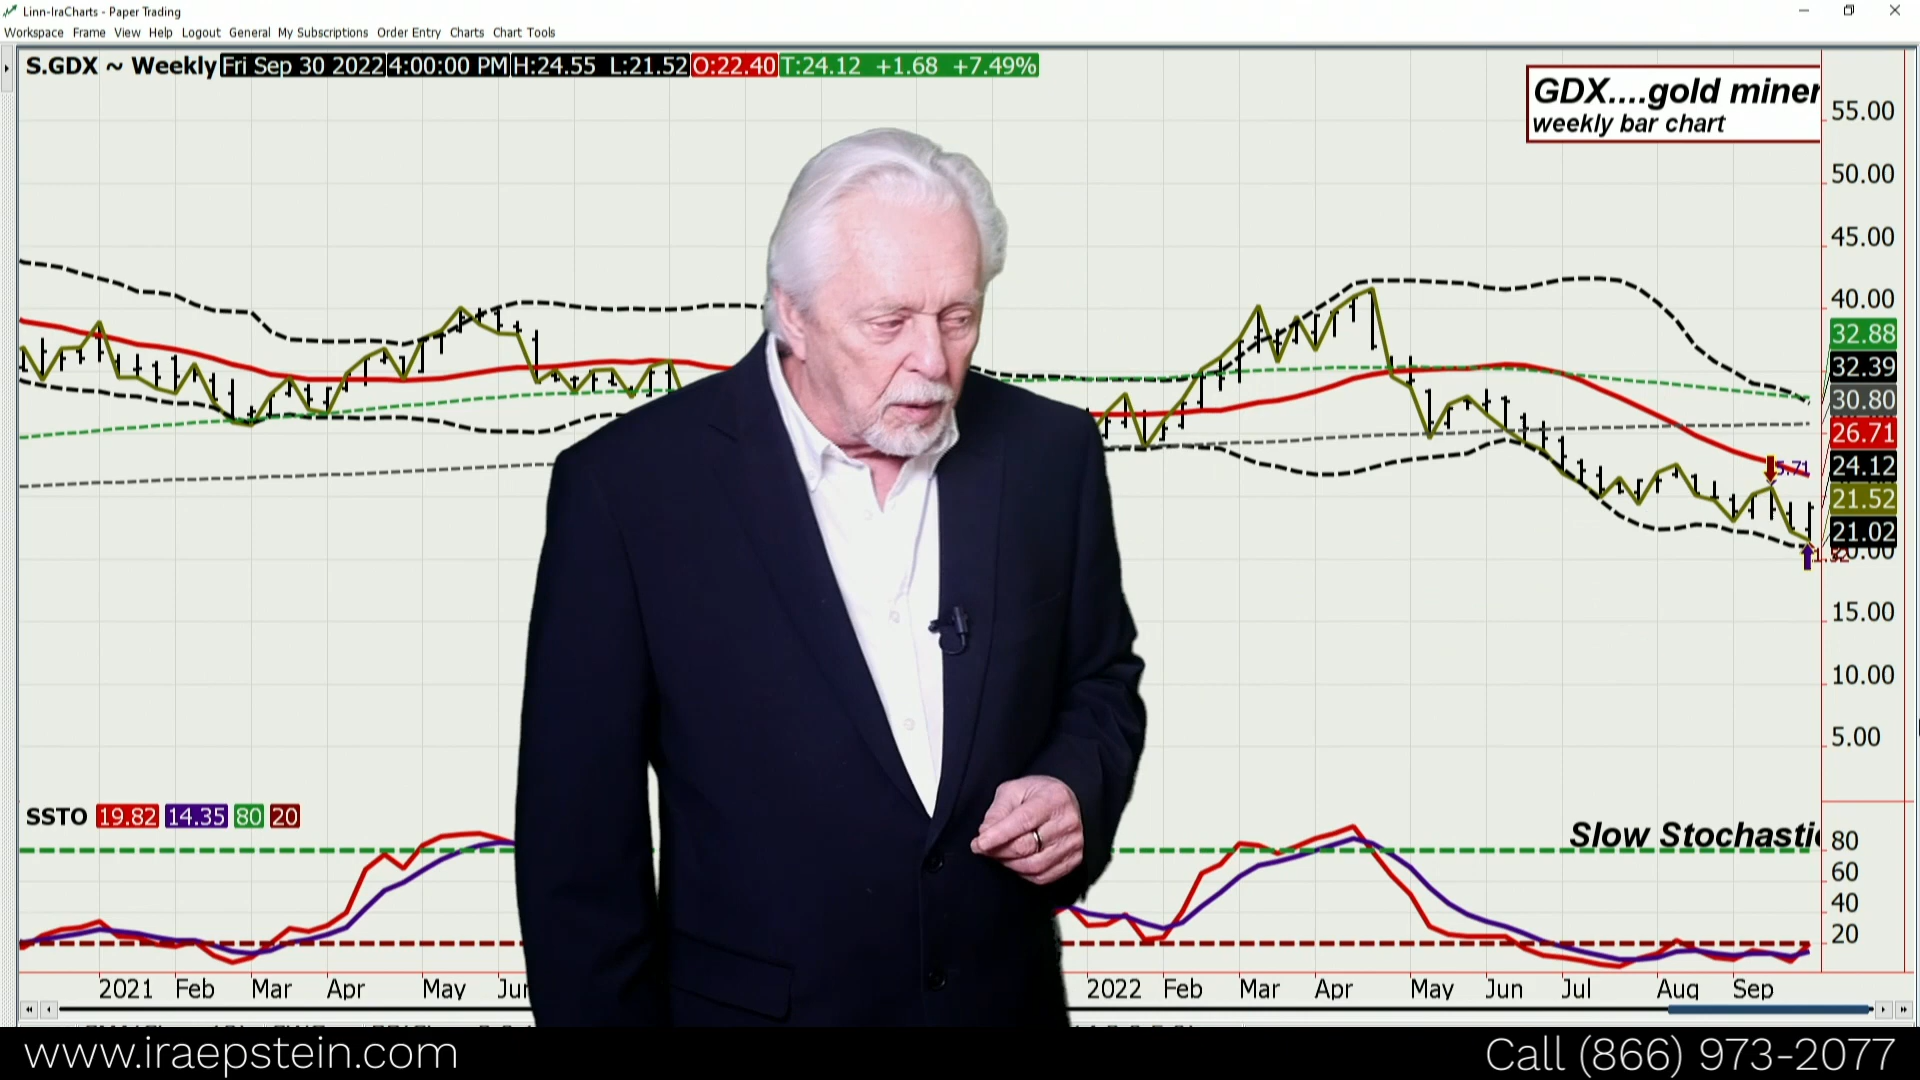 Linn-IraCharts - Paper Trading
Workspace Frame View Help Logout General My Subscriptions Order Entry Charts Chart Tools
S.GDX ~ Weekly Fri Sep 30 2022 4:00:00 PM H:24.55 L:21.52 O:22.40 T:24.12 +1.68 +7.49%
GDX....gold miner
weekly bar chart
55.00
50.00
45.00
40.00
32.88
32.39
30.80
26.71
24.12
21.52
21.02
15.00
10.00
5.00
SSTO 19.82 14.35 80 20
Slow Stochastic
80
60
40
20
2021 Feb Mar Apr May Jun 2022 Feb Mar Apr May Jun Jul Aug Sep
www.iraepstein.com Call (866) 973-2077